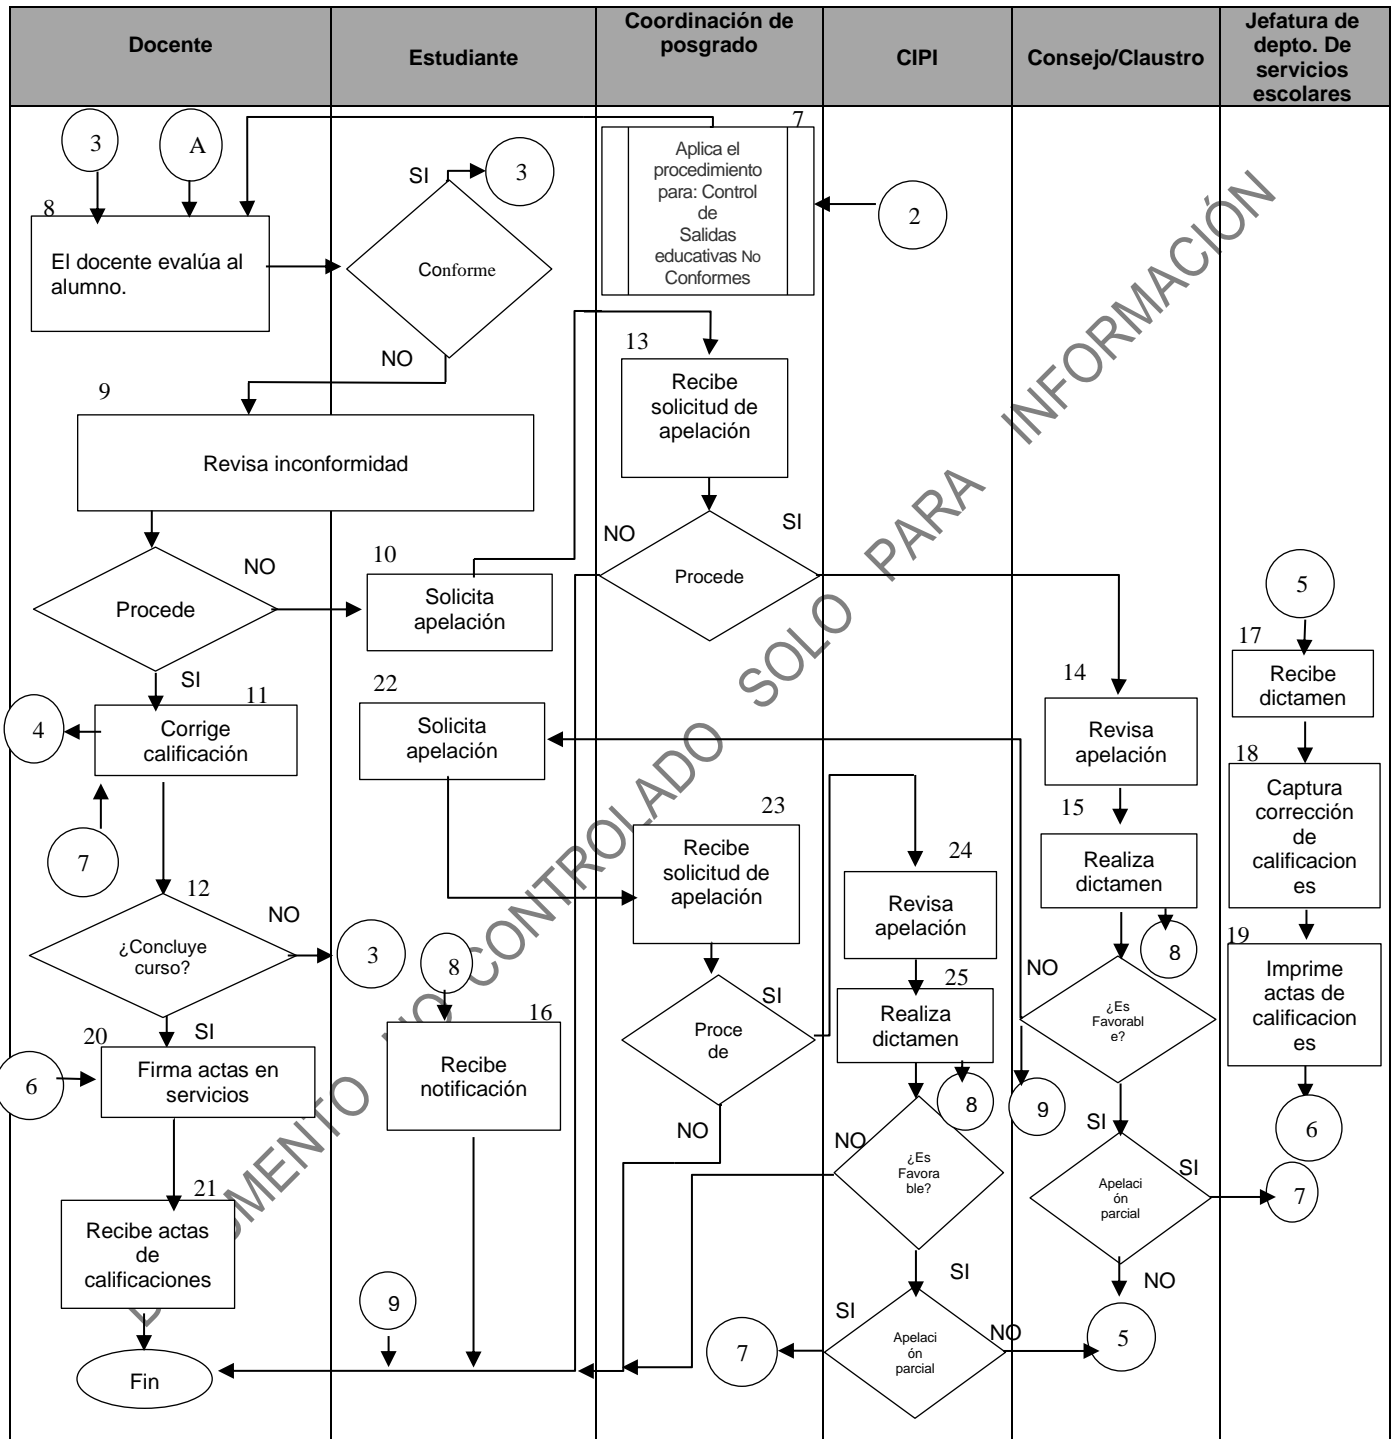 Docente
Estudiante
Coordinación de
posgrado
CIPI
Consejo/Claustro
Jefatura de
depto. De
servicios
escolares
3
A
SI
3
7
Aplica el
procedimiento
para: Control
de
Salidas
educativas No
Conformes
2
8
El docente evalúa al
alumno.
Conforme
NO
9
Revisa inconformidad
13
Recibe
solicitud de
apelación
NO
SI
Procede
Procede
NO
SI
10
Solicita
apelación
5
17
Recibe
dictamen
14
Revisa
apelación
4
11
Corrige
calificación
22
Solicita
apelación
18
Captura
corrección
de
calificacion
es
15
Realiza
dictamen
8
7
23
Recibe
solicitud de
apelación
24
Revisa
apelación
12
NO
¿Concluye
curso?
SI
3
8
16
Recibe
notificación
SI
Proce
de
NO
25
Realiza
dictamen
8
NO
¿Es
Favorabl
e?
SI
9
19
Imprime
actas de
calificacion
es
6
20
Firma actas en
servicios
6
21
Recibe actas
de
calificaciones
NO
¿Es
Favora
ble?
SI
Apelaci
ón
parcial
SI
7
NO
5
9
7
SI
Apelaci
ón
parcial
NO
Fin
DOCUMENTO NO CONTROLADO SOLO PARA INFORMACIÓN